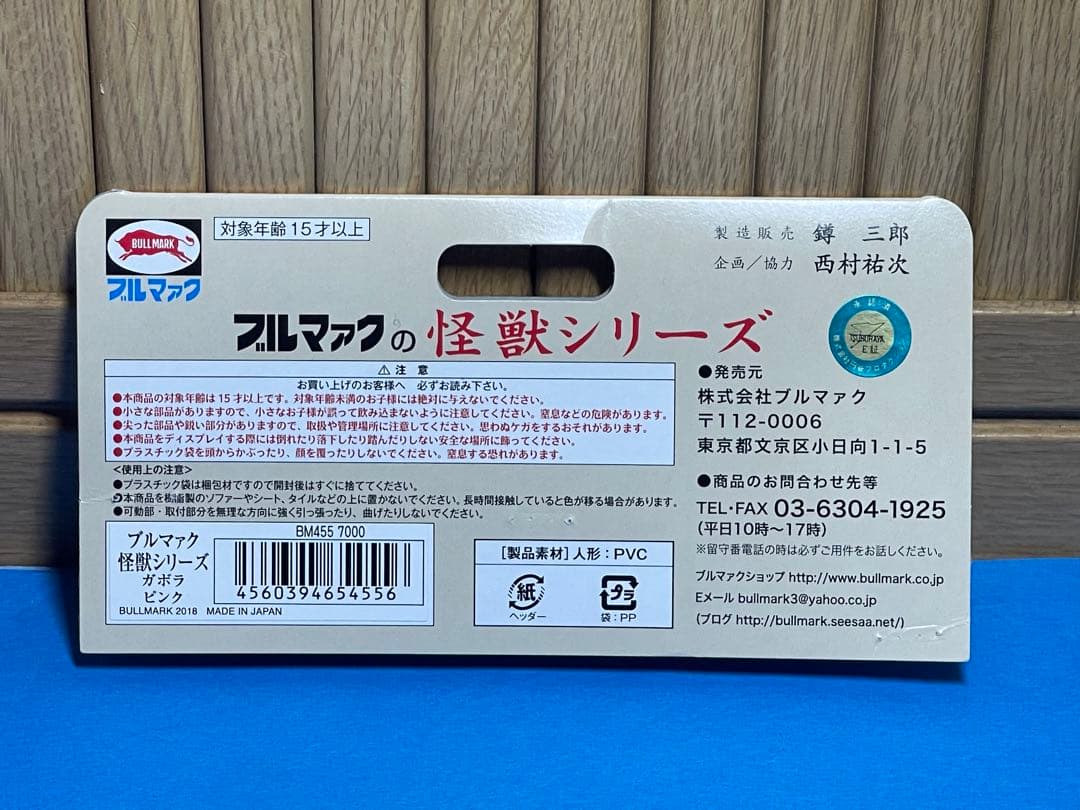 BULLMARK
ブルマァク
対象年齢15才以上
製造販売 鐏 三郎
企画／協力 西村祐次
ブルマァクの怪獣シリーズ
TSUBURAYA
⚠ 注 意
お買い上げのお客様へ 必ずお読み下さい。
●本商品の対象年齢は15才以上です。対象年齢未満のお子様には絶対に与えないでください。
●小さな部品がありますので、小さなお子様が誤って飲み込まないように注意してください。窒息などの危険があります。
●尖った部分や鋭い部分がありますので、取扱や管理場所に注意してください。思わぬケガをするおそれがあります。
●本商品をディスプレイする際には倒れたり落下したり踏んだりしない安全な場所に飾ってください。
●プラスチック袋を頭からかぶったり、顔を覆ったりしないでください。窒息する恐れがあります。
<使用上の注意>
●プラスチック袋は梱包材ですので開封後はすぐに捨ててください。
●本商品を樹脂製のソファーやシート、タイルなどの上に置かないでください。長時間接触していると色が移る場合があります。
●可動部・取付部分を無理な方向に強く引っ張ったり、曲げたりしないでください。
●発売元
株式会社ブルマァク
〒112-0006
東京都文京区小日向1-1-5
●商品のお問合わせ先等
TEL・FAX 03-6304-1925
(平日10時〜17時)
※留守番電話の時は必ずご用件をお話しください。
ブルマァクショップ http://www.bullmark.co.jp
Eメール bullmark3@yahoo.co.jp
(ブログ http://bullmark.seesaa.net/)
BM455 7000
ブルマァク
怪獣シリーズ
ガボラ
ピンク
4560394654556
BULLMARK 2018 MADE IN JAPAN
[製品素材] 人形：PVC
紙
ヘッダー
プラ
袋：PP